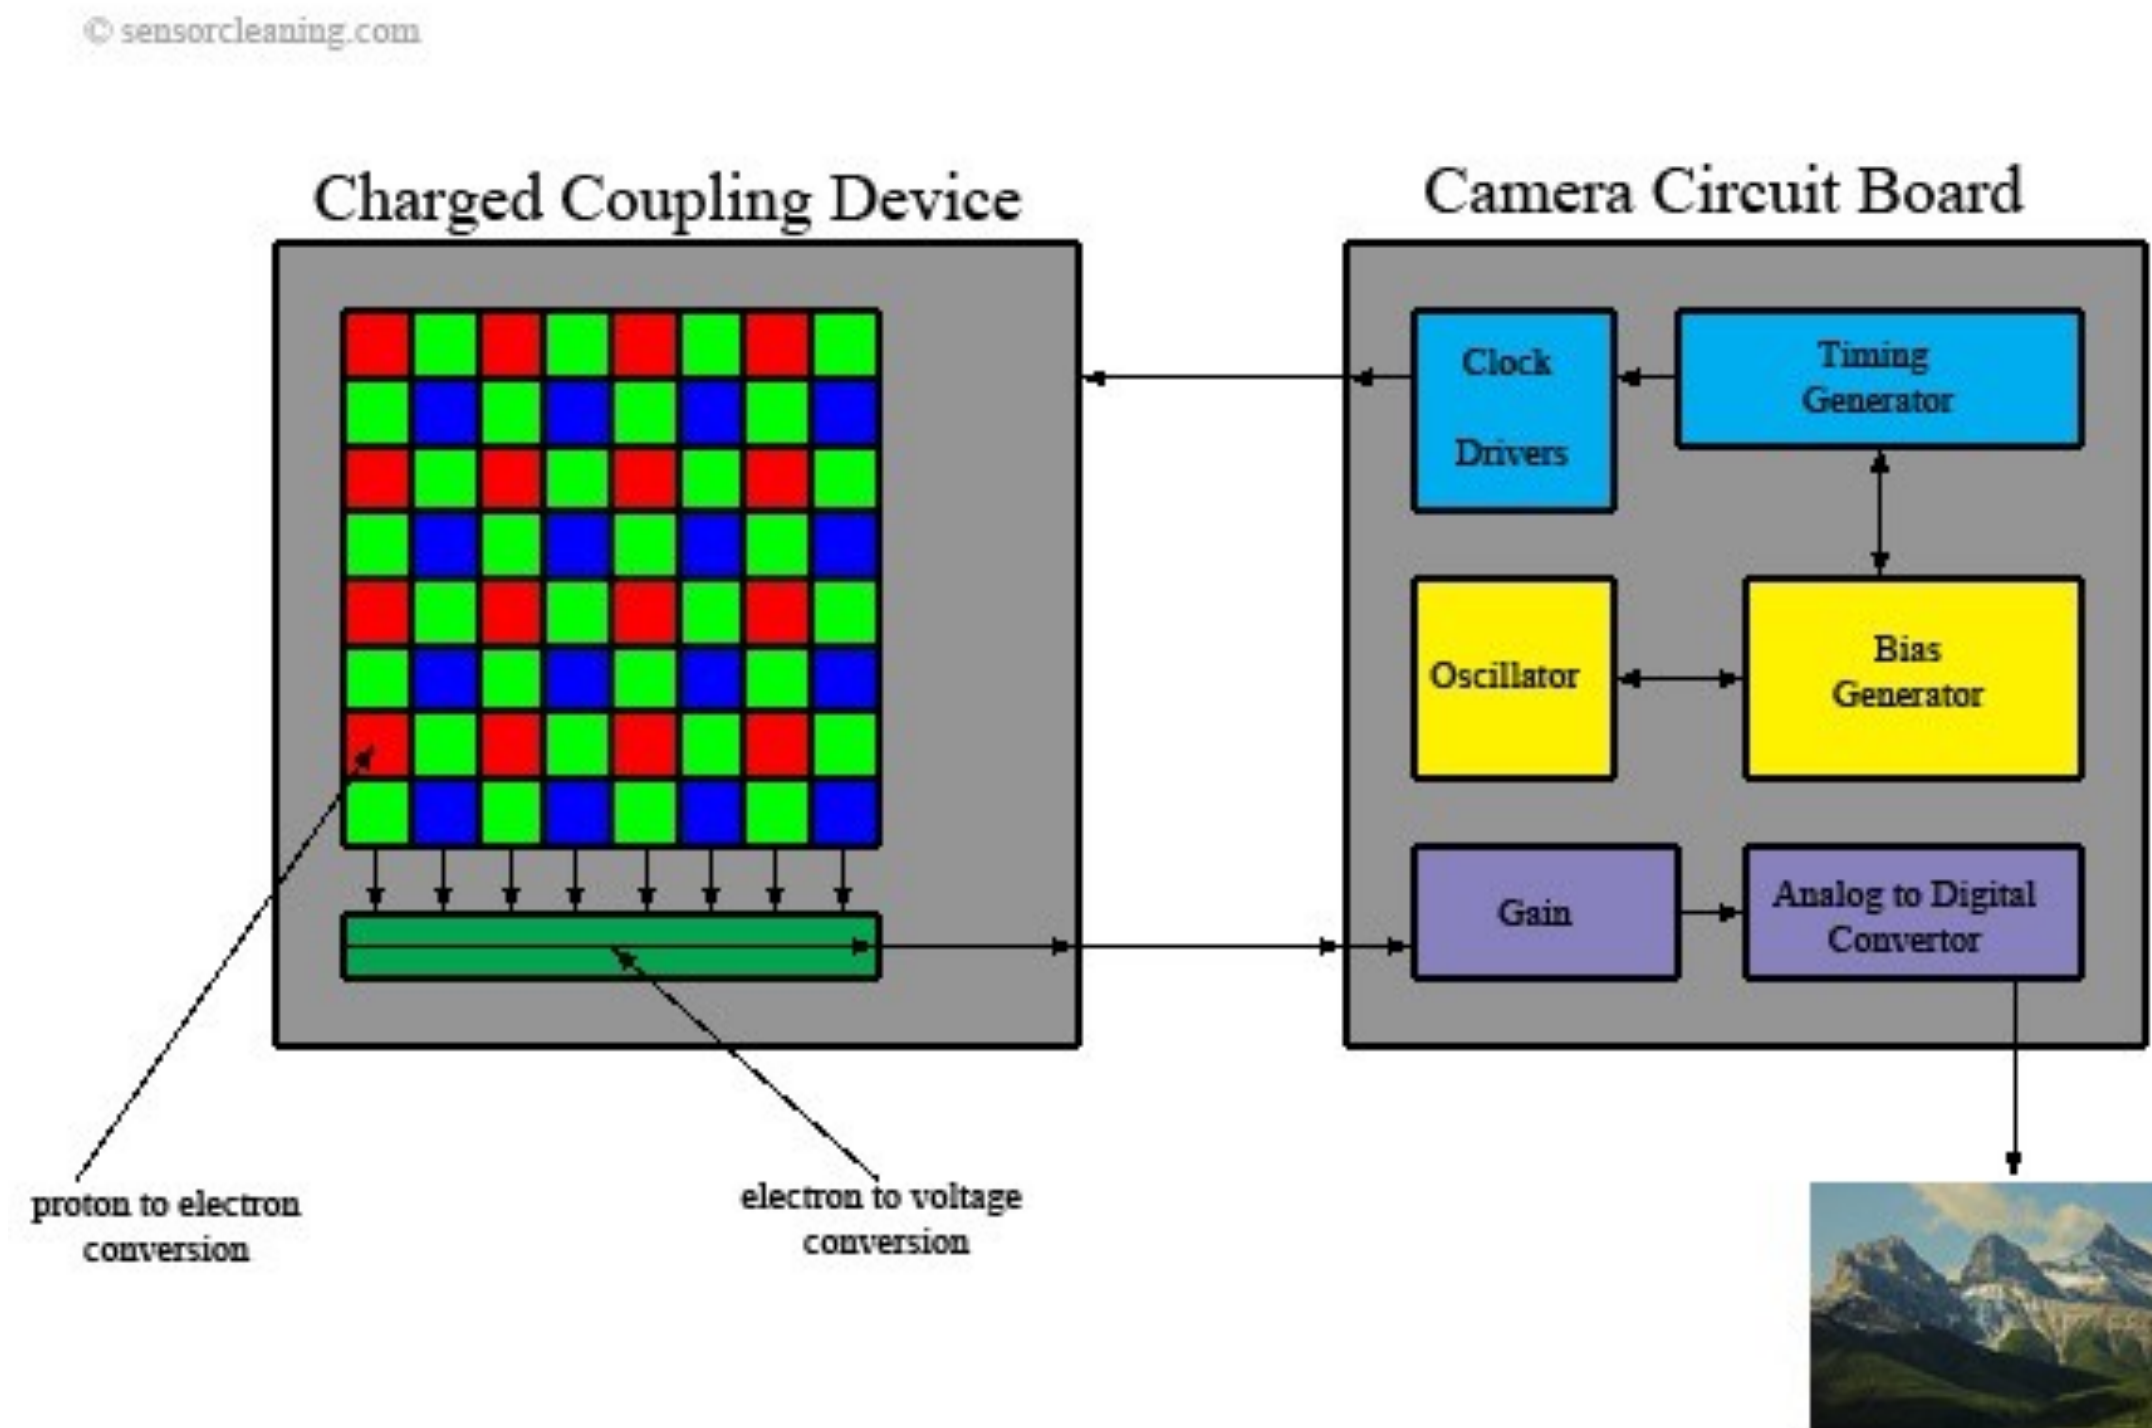 © sensorcleaning.com
Charged Coupling Device
Camera Circuit Board
Clock
Drivers
Timing
Generator
Oscillator
Bias
Generator
Gain
Analog to Digital
Convertor
proton to electron
conversion
electron to voltage
conversion